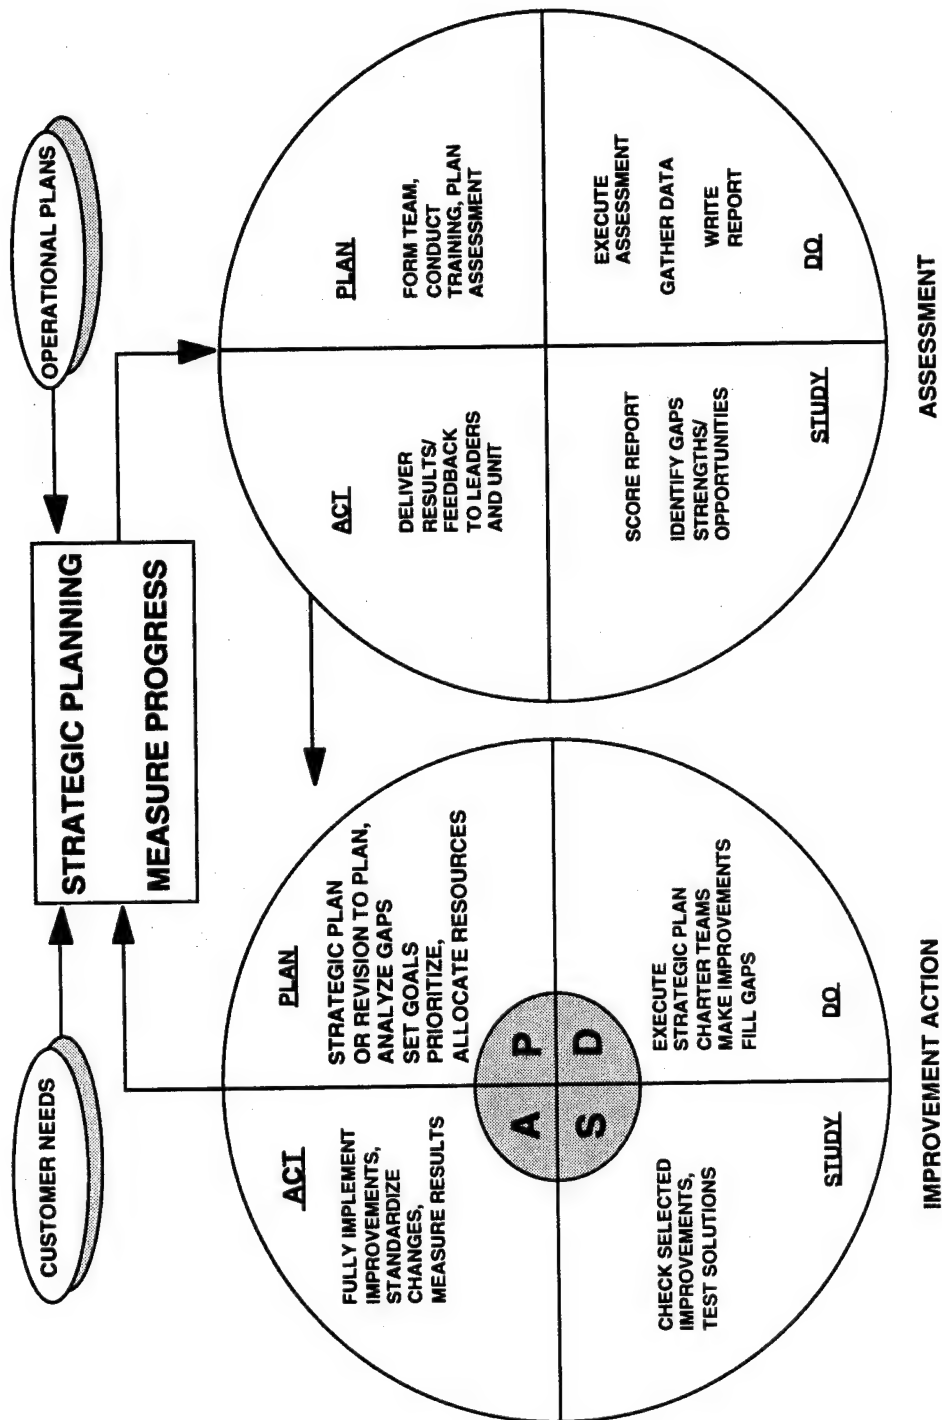 CUSTOMER NEEDS
OPERATIONAL PLANS
STRATEGIC PLANNING
MEASURE PROGRESS
ACT
FULLY IMPLEMENT
IMPROVEMENTS,
STANDARDIZE
CHANGES,
MEASURE RESULTS
PLAN
STRATEGIC PLAN
OR REVISION TO PLAN,
ANALYZE GAPS
SET GOALS
PRIORITIZE,
ALLOCATE RESOURCES
A P
S D
CHECK SELECTED
IMPROVEMENTS,
TEST SOLUTIONS
STUDY
EXECUTE
STRATEGIC PLAN
CHARTER TEAMS
MAKE IMPROVEMENTS
FILL GAPS
DO
IMPROVEMENT ACTION
ACT
DELIVER
RESULTS/
FEEDBACK
TO LEADERS
AND UNIT
PLAN
FORM TEAM,
CONDUCT
TRAINING, PLAN
ASSESSMENT
SCORE REPORT
IDENTIFY GAPS
STRENGTHS/
OPPORTUNITIES
STUDY
EXECUTE
ASSESSMENT
GATHER DATA
WRITE
REPORT
DO
ASSESSMENT